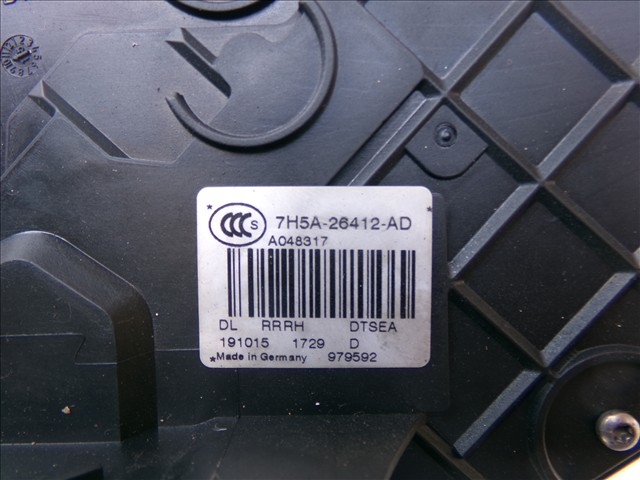 CCC S
7H5A-26412-AD
A048317
DL RRRH DTSEA
191015 1729 D
*Made in Germany 979592